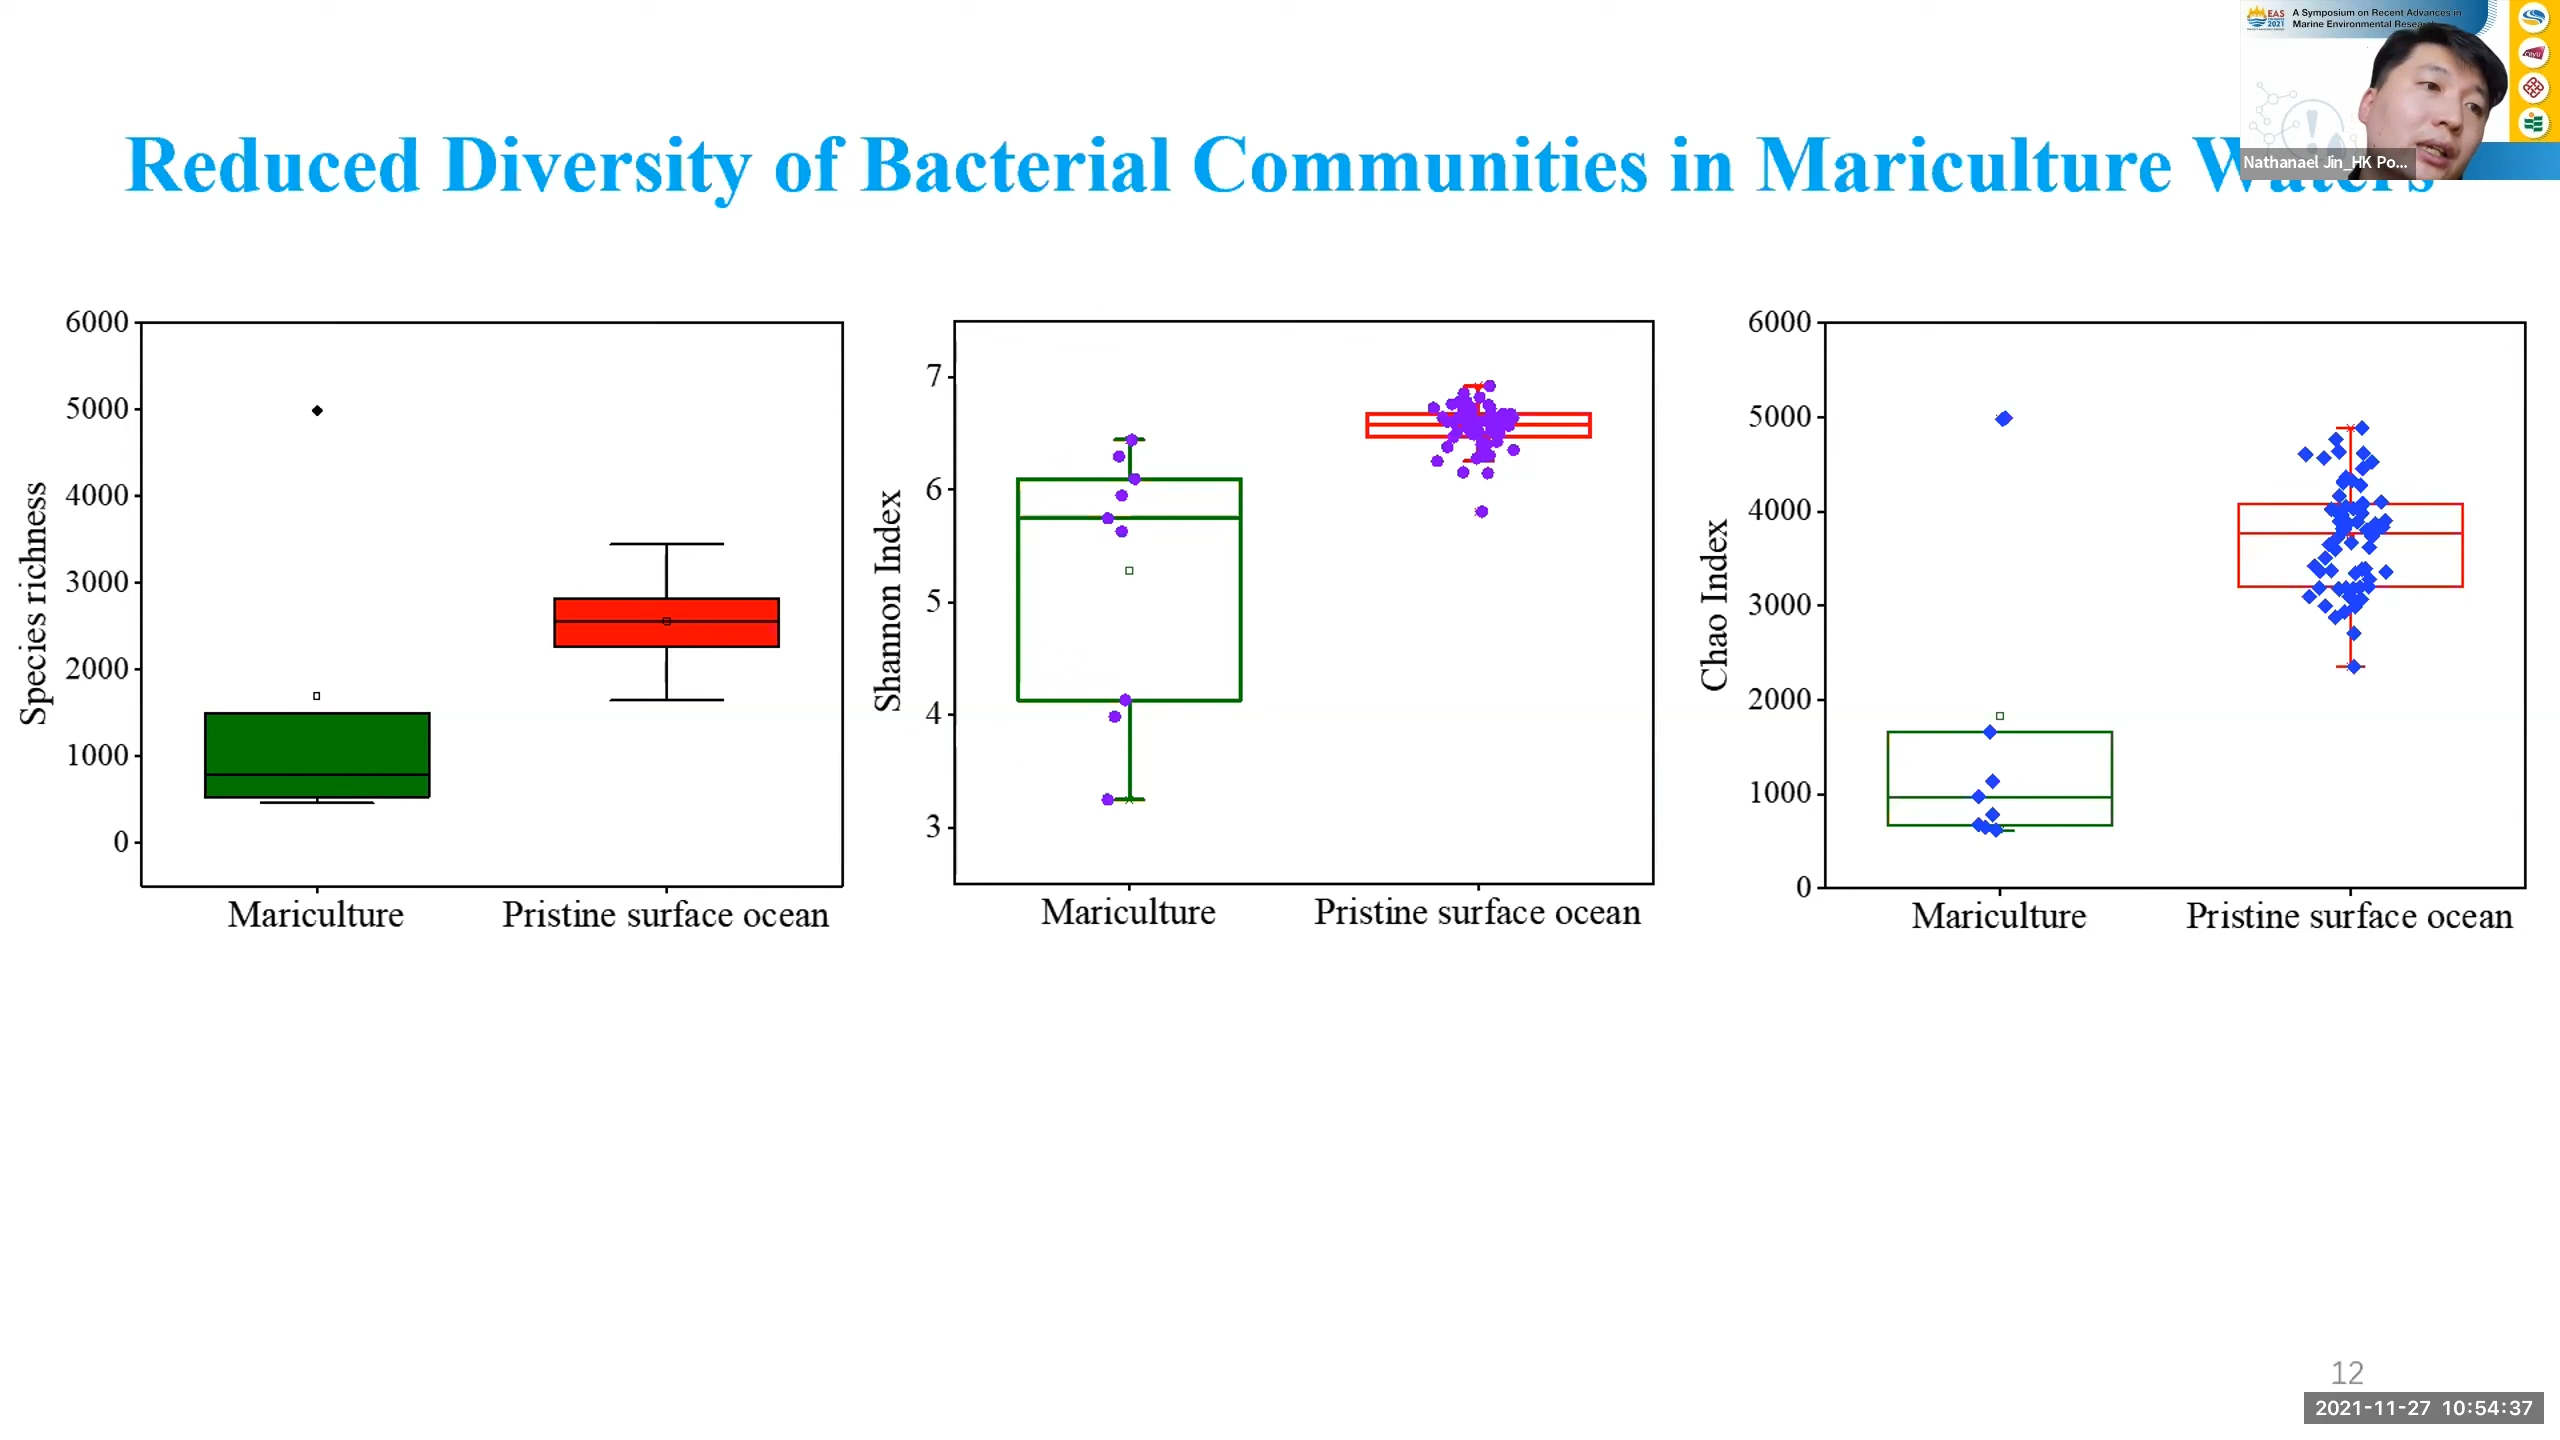 EAS
2021
A Symposium on Recent Advances in
Marine Environmental Research
Nathanael Jin_HK Po...
Reduced Diversity of Bacterial Communities in Mariculture Waters
Species richness
6000
5000
4000
3000
2000
1000
0
Mariculture
Pristine surface ocean
Shannon Index
7
6
5
4
3
Mariculture
Pristine surface ocean
Chao Index
6000
5000
4000
3000
2000
1000
0
Mariculture
Pristine surface ocean
12
2021-11-27 10:54:37